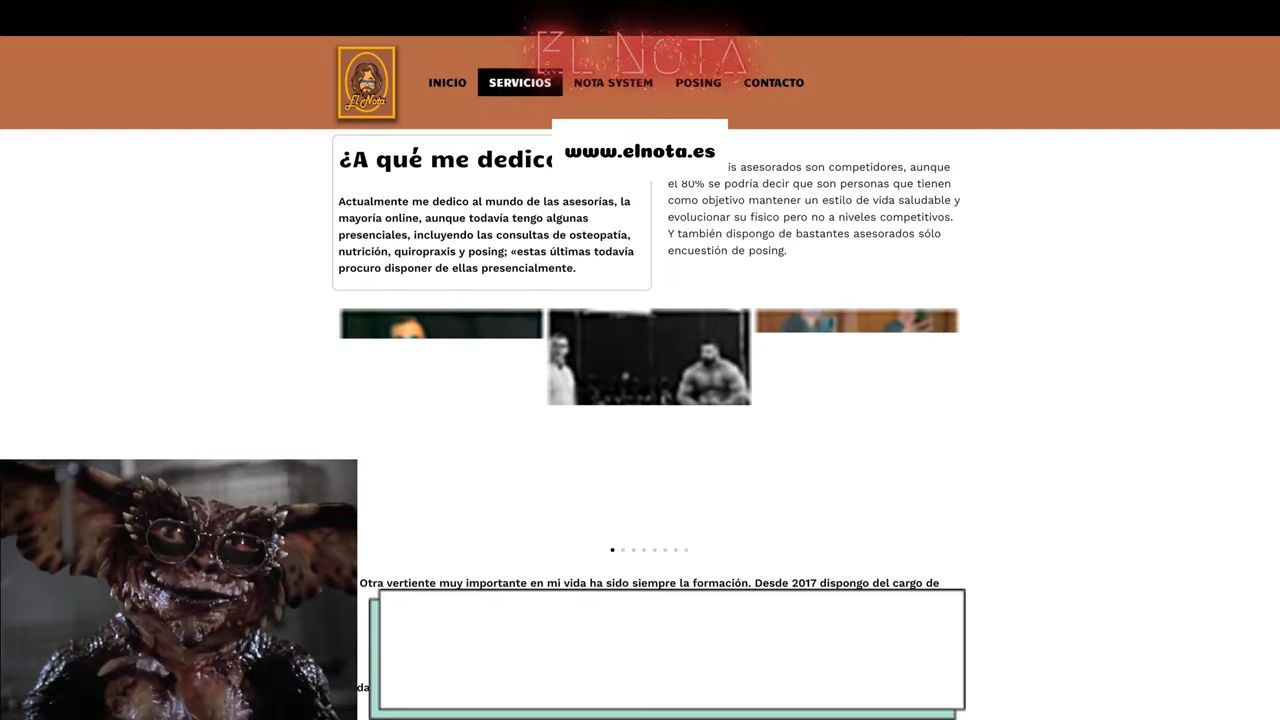 El Nota
El Nota
INICIO
SERVICIOS
NOTA SYSTEM
POSING
CONTACTO
www.elnota.es
¿A qué me
Actualmente me dedico al mundo de las asesorías, la
mayoría online, aunque todavía tengo algunas
presenciales, incluyendo las consultas de osteopatía,
nutrición, quiropraxis y posing; «estas últimas todavía
procuro disponer de ellas presencialmente.
is asesorados son competidores, aunque
el 80% se podría decir que son personas que tienen
como objetivo mantener un estilo de vida saludable y
evolucionar su físico pero no a niveles competitivos.
Y también dispongo de bastantes asesorados sólo
encuestión de posing.
Otra vertiente muy importante en mi vida ha sido siempre la formación. Desde 2017 dispongo del cargo de
da